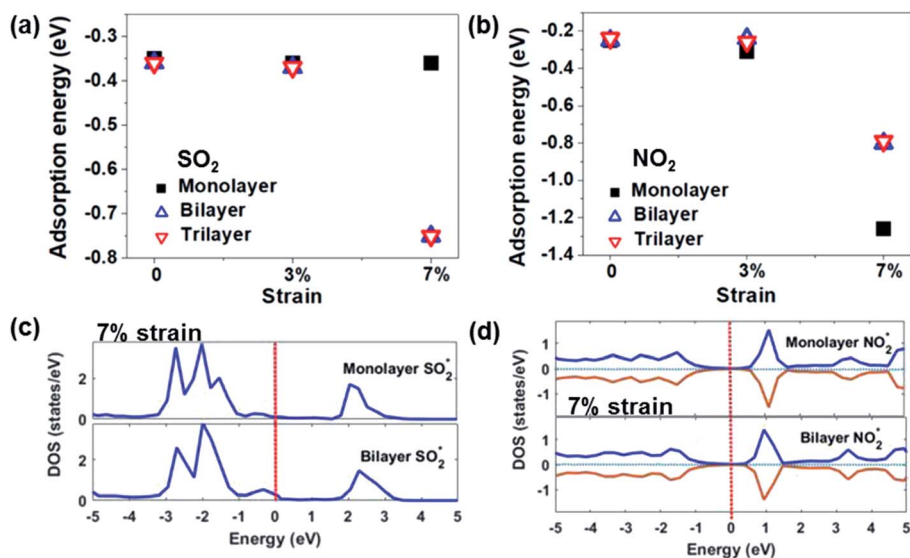 (a)
Adsorption energy (eV)
-0.3
-0.4
-0.5
-0.6
-0.7
-0.8
SO2
Monolayer
Bilayer
Trilayer
0 3% 7%
Strain
(b)
Adsorption energy (eV)
-0.2
-0.4
-0.6
-0.8
-1.0
-1.2
-1.4
NO2
Monolayer
Bilayer
Trilayer
0 3% 7%
Strain
(c)
7% strain
DOS (states/eV)
Monolayer SO2*
2
0
Bilayer SO2*
2
0
-5 -4 -3 -2 -1 0 1 2 3 4 5
Energy (eV)
(d)
DOS (states/eV)
Monolayer NO2*
1
0
-1
7% strain
Bilayer NO2*
1
0
-1
-5 -4 -3 -2 -1 0 1 2 3 4 5
Energy (eV)